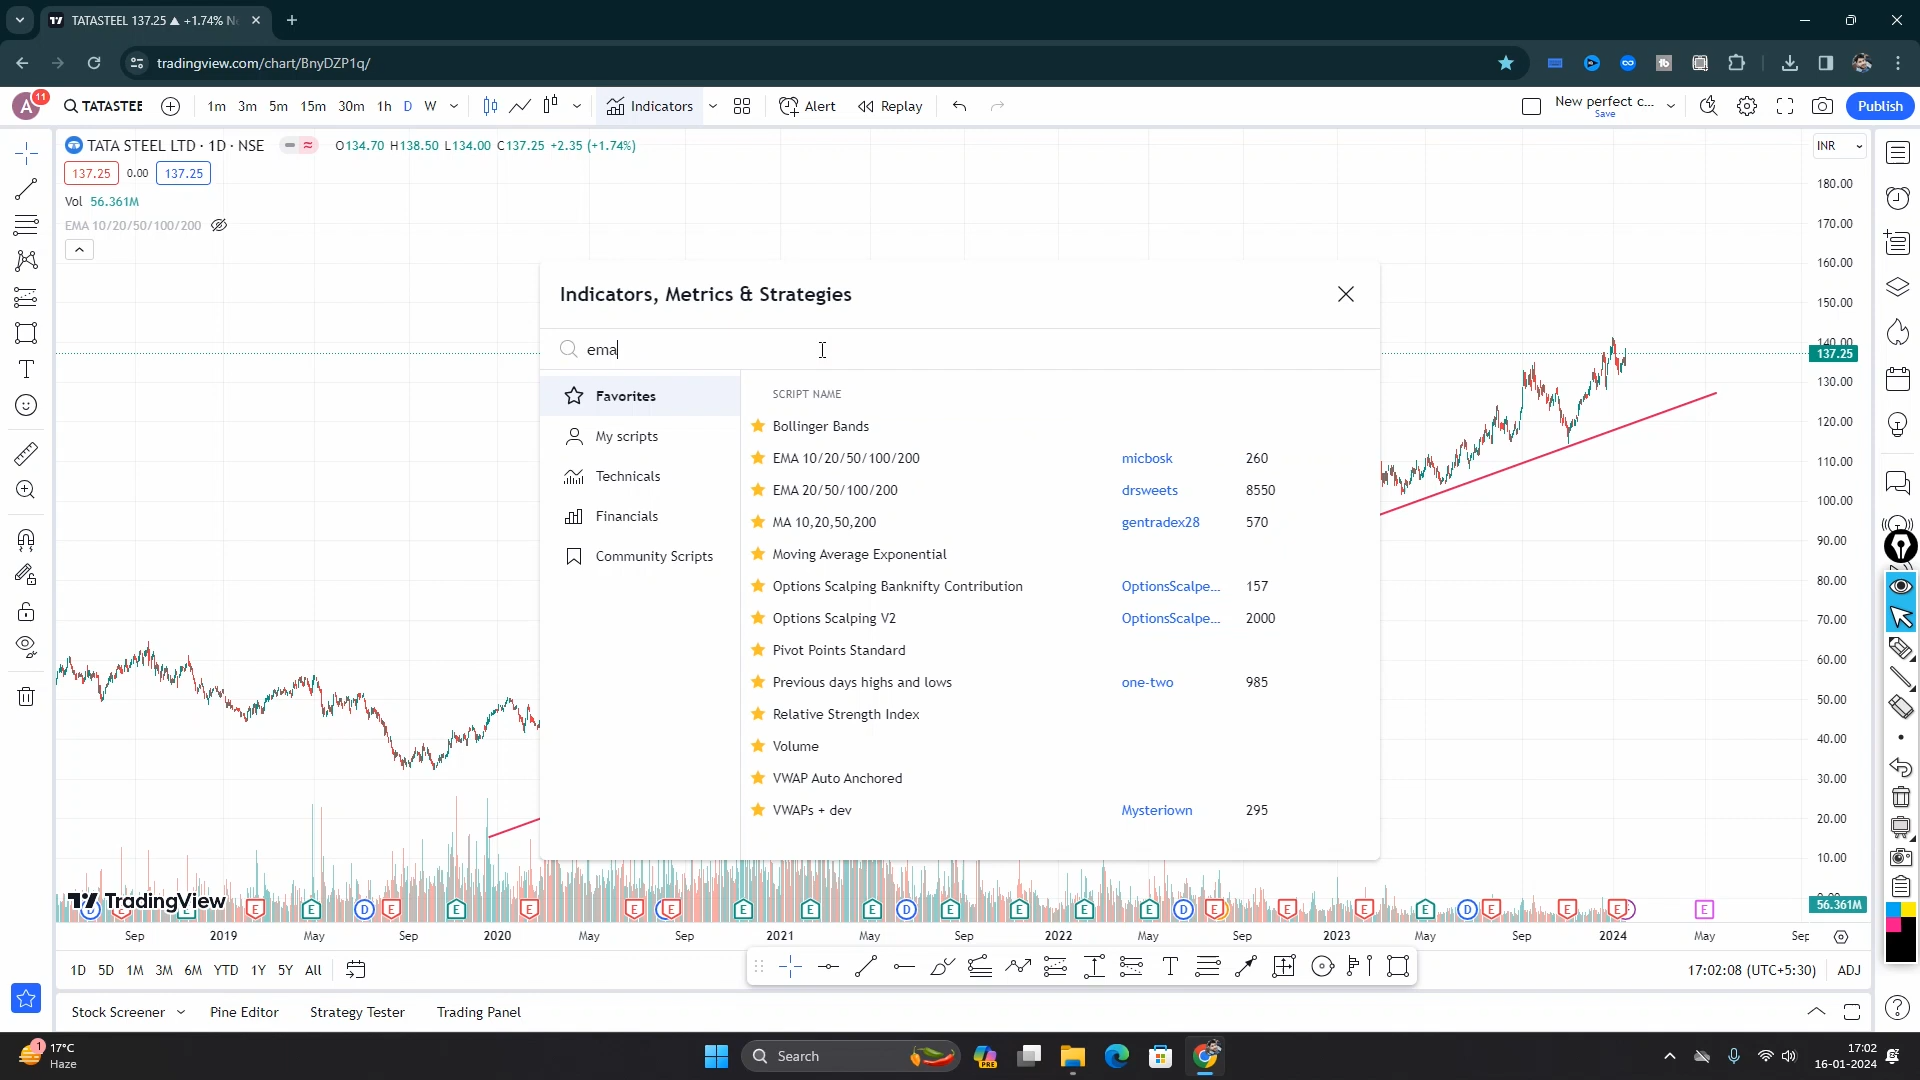 TATASTEEL 137.25 ▲ +1.74% N
tradingview.com/chart/BnyDZP1q/
A 11
TATASTEE
1m 3m 5m 15m 30m 1h D W
Indicators
Alert
Replay
New perfect c...
Save
Publish
TATA STEEL LTD · 1D · NSE
O134.70 H138.50 L134.00 C137.25 +2.35 (+1.74%)
INR
137.25 0.00 137.25
Vol 56.361M
EMA 10/20/50/100/200
Indicators, Metrics & Strategies
ema
Favorites
My scripts
Technicals
Financials
Community Scripts
SCRIPT NAME
Bollinger Bands
EMA 10/20/50/100/200 micbosk 260
EMA 20/50/100/200 drsweets 8550
MA 10,20,50,200 gentradex28 570
Moving Average Exponential
Options Scalping Banknifty Contribution OptionsScalpe... 157
Options Scalping V2 OptionsScalpe... 2000
Pivot Points Standard
Previous days highs and lows one-two 985
Relative Strength Index
Volume
VWAP Auto Anchored
VWAPs + dev Mysteriown 295
180.00
170.00
160.00
150.00
140.00
137.25
130.00
120.00
110.00
100.00
90.00
80.00
70.00
60.00
50.00
40.00
30.00
20.00
10.00
56.361M
TradingView
D E E E D E E E E E E E E D E E E E D E E E E D E E E E
Sep 2019 May Sep 2020 May Sep 2021 May Sep 2022 May Sep 2023 May Sep 2024 May Sep
1D 5D 1M 3M 6M YTD 1Y 5Y All
17:02:08 (UTC+5:30) ADJ
Stock Screener Pine Editor Strategy Tester Trading Panel
1
17°C
Haze
Search
PRE
17:02
16-01-2024